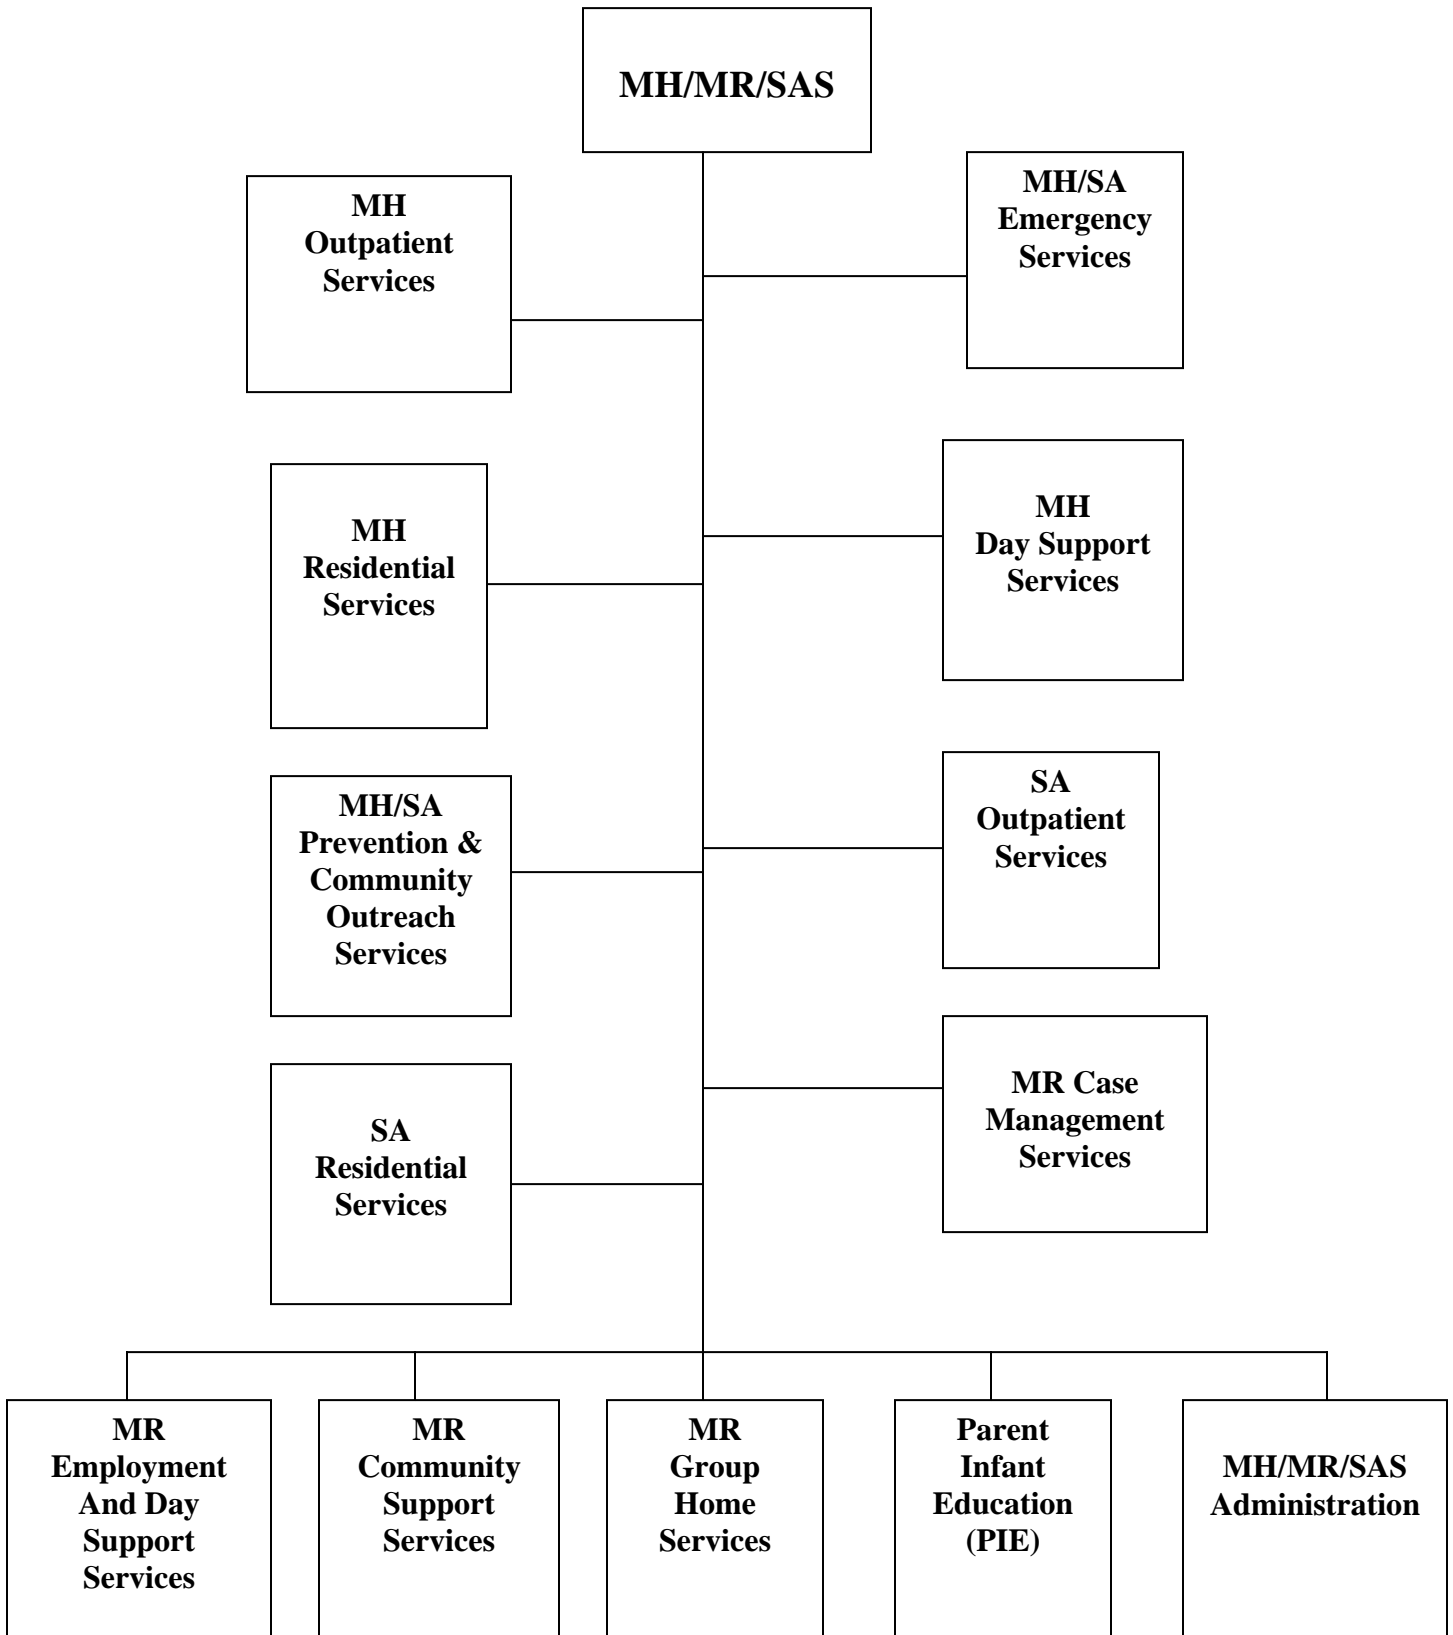 MH/MR/SAS
MH
Outpatient
Services
MH/SA
Emergency
Services
MH
Residential
Services
MH
Day Support
Services
MH/SA
Prevention &
Community
Outreach
Services
SA
Outpatient
Services
SA
Residential
Services
MR Case
Management
Services
MR
Employment
And Day
Support
Services
MR
Community
Support
Services
MR
Group
Home
Services
Parent
Infant
Education
(PIE)
MH/MR/SAS
Administration